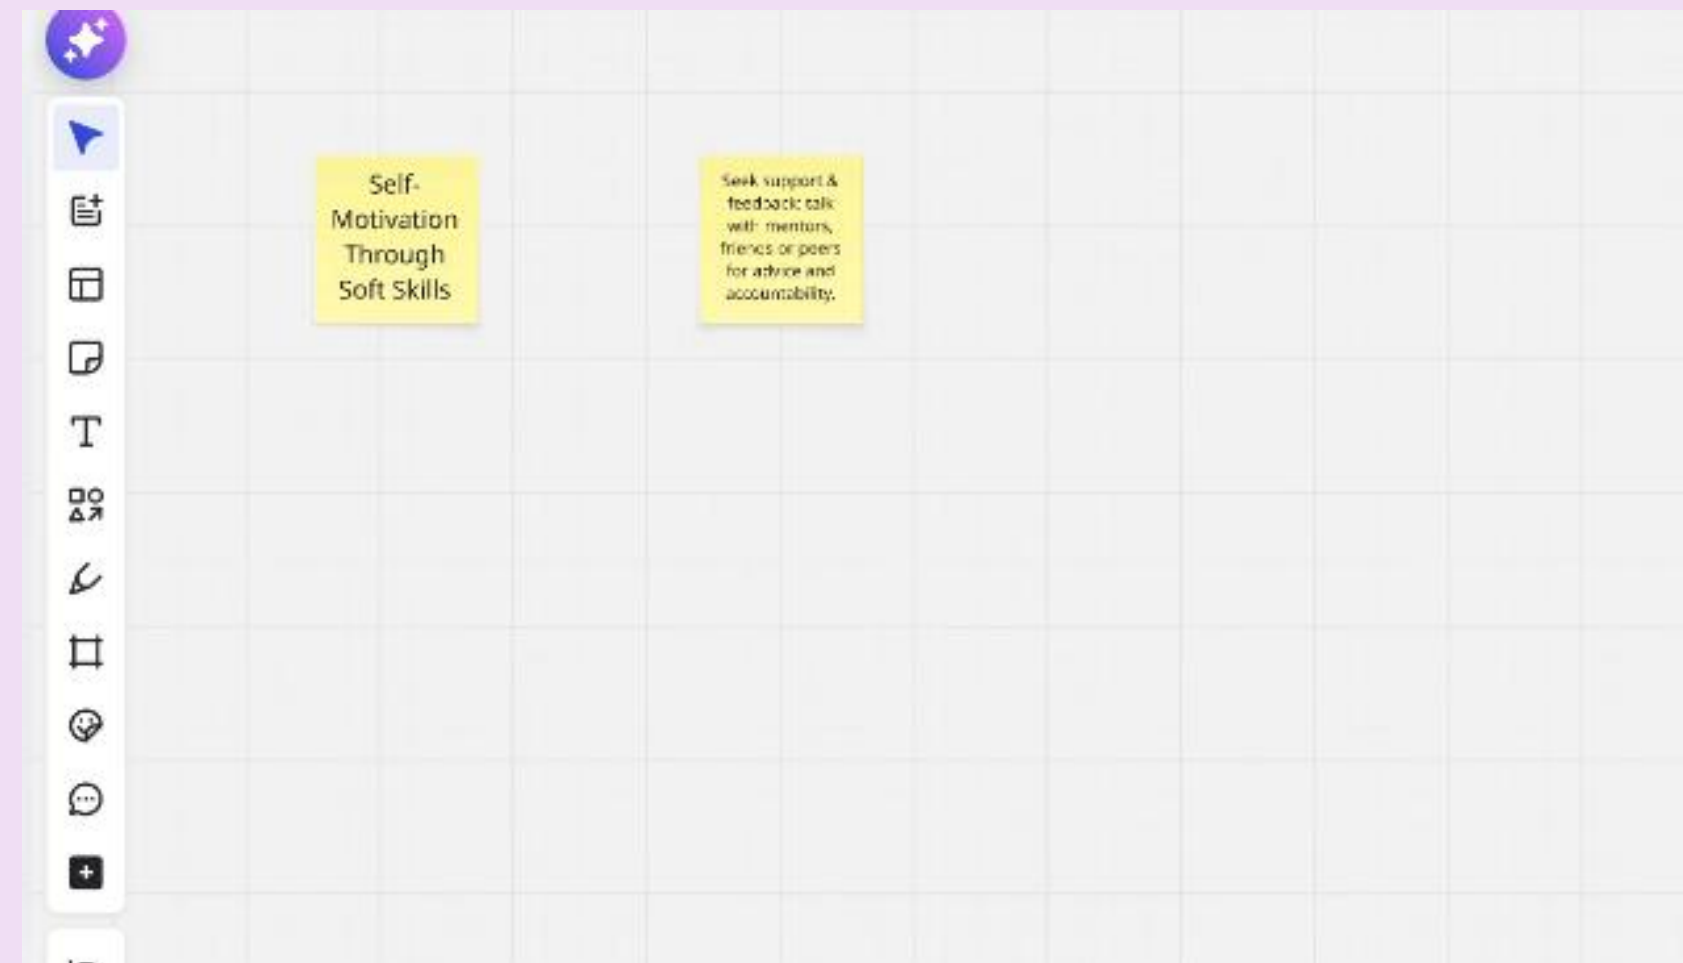 Self-
Motivation
Through
Soft Skills
Seek support &
feedback: talk
with mentors,
friends or peers
for advice and
accountability.
T